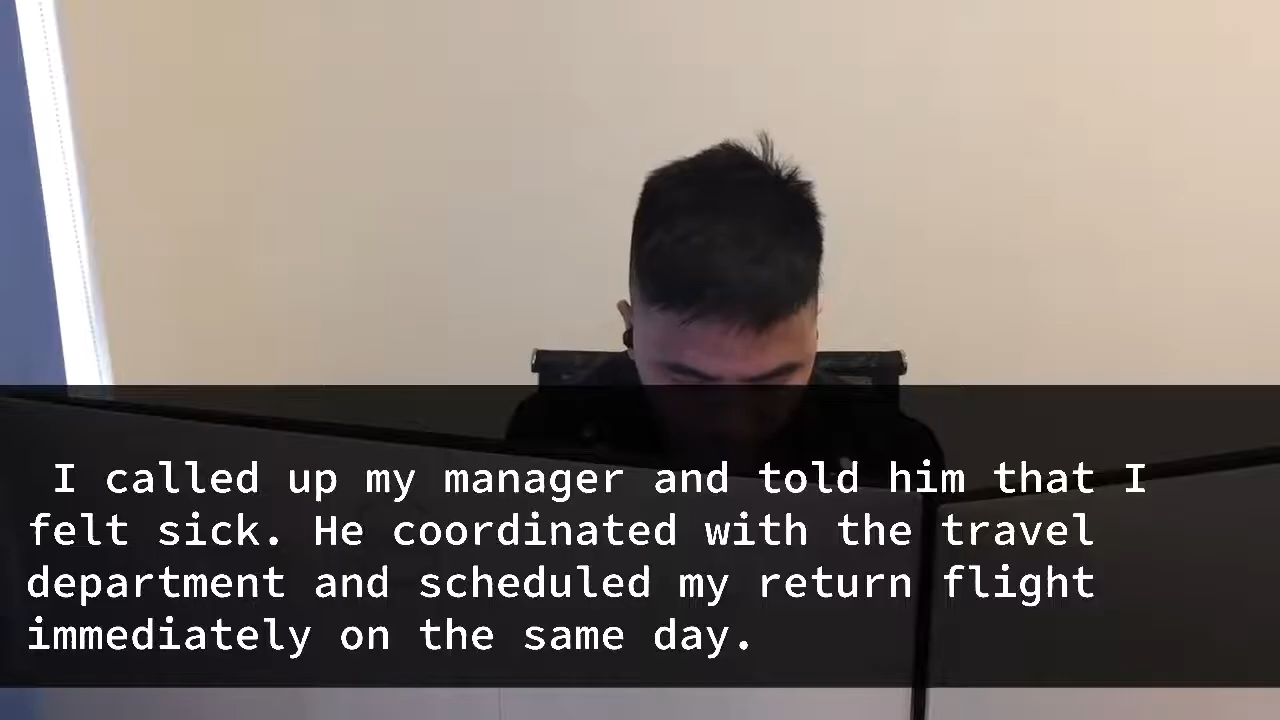 I called up my manager and told him that I
felt sick. He coordinated with the travel
department and scheduled my return flight
immediately on the same day.